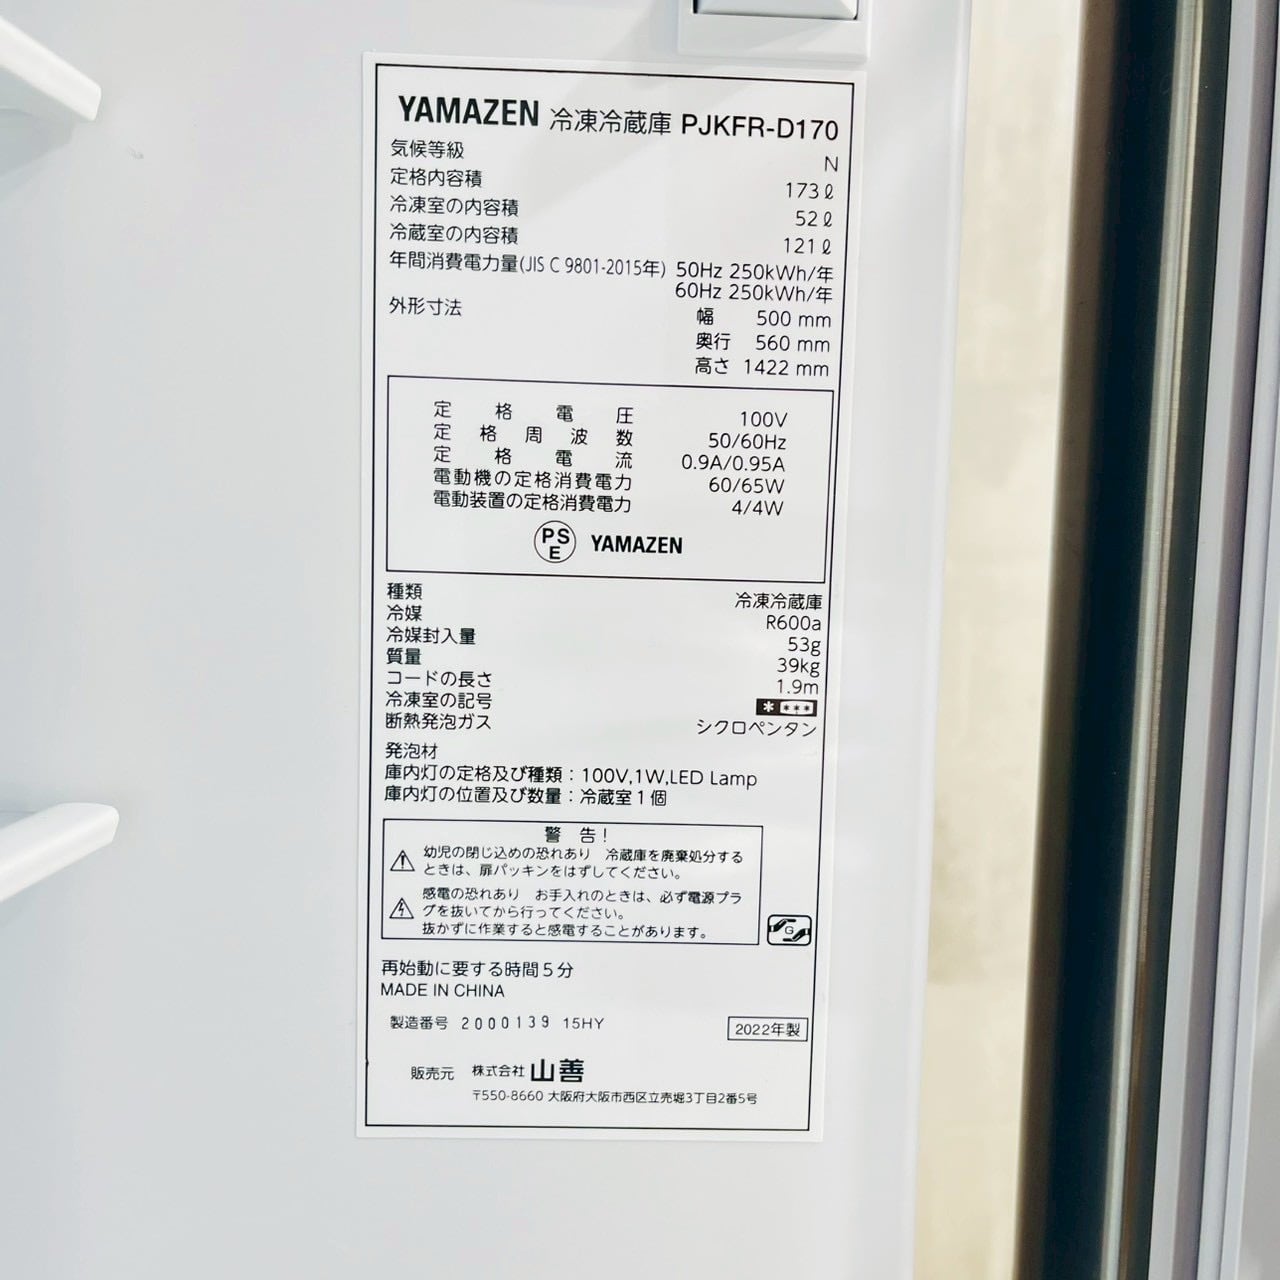 YAMAZEN 冷凍冷蔵庫 PJKFR-D170
気候等級 N
定格内容積 173ℓ
冷凍室の内容積 52ℓ
冷蔵室の内容積 121ℓ
年間消費電力量(JIS C 9801-2015年) 50Hz 250kWh/年
60Hz 250kWh/年
外形寸法 幅 500 mm
奥行 560 mm
高さ 1422 mm
定格電圧 100V
定格周波数 50/60Hz
定格電流 0.9A/0.95A
電動機の定格消費電力 60/65W
電動装置の定格消費電力 4/4W
PS E YAMAZEN
種類 冷凍冷蔵庫
冷媒 R600a
冷媒封入量 53g
質量 39kg
コードの長さ 1.9m
冷凍室の記号 * ***
断熱発泡ガス シクロペンタン
発泡材
庫内灯の定格及び種類：100V,1W,LED Lamp
庫内灯の位置及び数量：冷蔵室1個
警 告！
幼児の閉じ込めの恐れあり 冷蔵庫を廃棄処分する
ときは、扉パッキンをはずしてください。
感電の恐れあり お手入れのときは、必ず電源プラ
グを抜いてから行ってください。
抜かずに作業すると感電することがあります。
G
再始動に要する時間5分
MADE IN CHINA
製造番号 2000139 15HY
2022年製
販売元 株式会社 山善
〒550-8660 大阪府大阪市西区立売堀3丁目2番5号